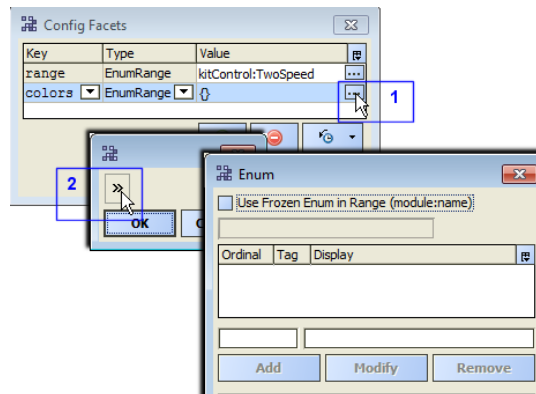 Config Facets
Key Type Value
range EnumRange kitControl:TwoSpeed ...
colors EnumRange {} ...
1
2
»
OK
C
Enum
Use Frozen Enum in Range (module:name)
Ordinal Tag Display
Add Modify Remove